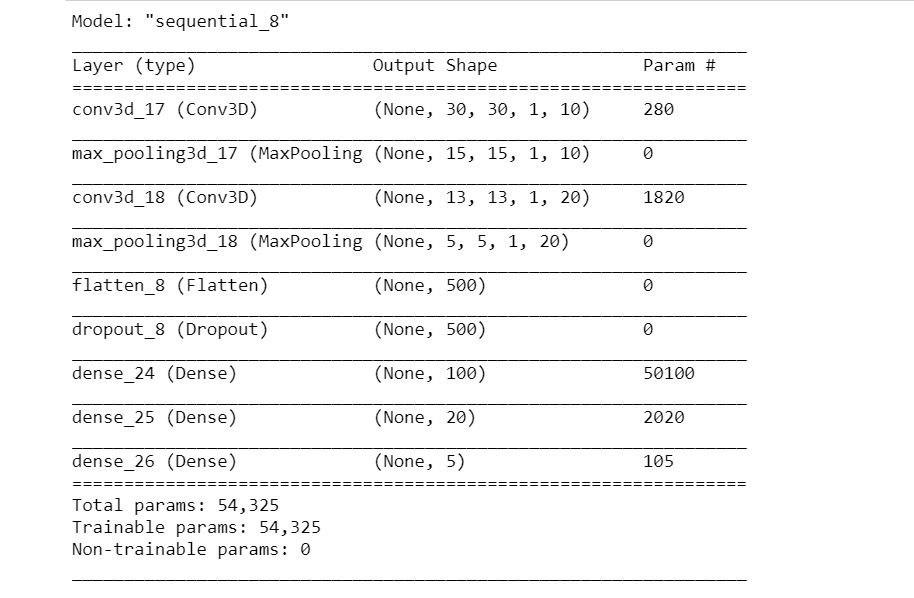 Model: "sequential_8"
Layer (type) Output Shape Param #
conv3d_17 (Conv3D) (None, 30, 30, 1, 10) 280
max_pooling3d_17 (MaxPooling (None, 15, 15, 1, 10) 0
conv3d_18 (Conv3D) (None, 13, 13, 1, 20) 1820
max_pooling3d_18 (MaxPooling (None, 5, 5, 1, 20) 0
flatten_8 (Flatten) (None, 500) 0
dropout_8 (Dropout) (None, 500) 0
dense_24 (Dense) (None, 100) 50100
dense_25 (Dense) (None, 20) 2020
dense_26 (Dense) (None, 5) 105
Total params: 54,325
Trainable params: 54,325
Non-trainable params: 0